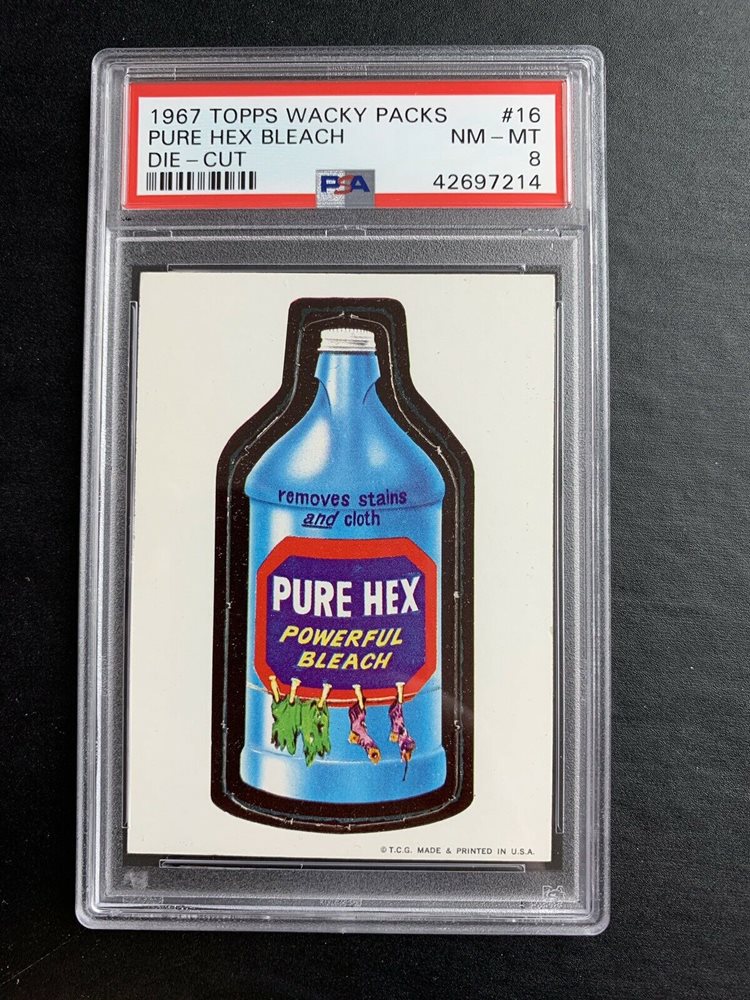 1967 TOPPS WACKY PACKS #16
PURE HEX BLEACH NM - MT
DIE - CUT 8
PSA 42697214
removes stains
and cloth
PURE HEX
POWERFUL
BLEACH
© T.C.G. MADE & PRINTED IN U.S.A.